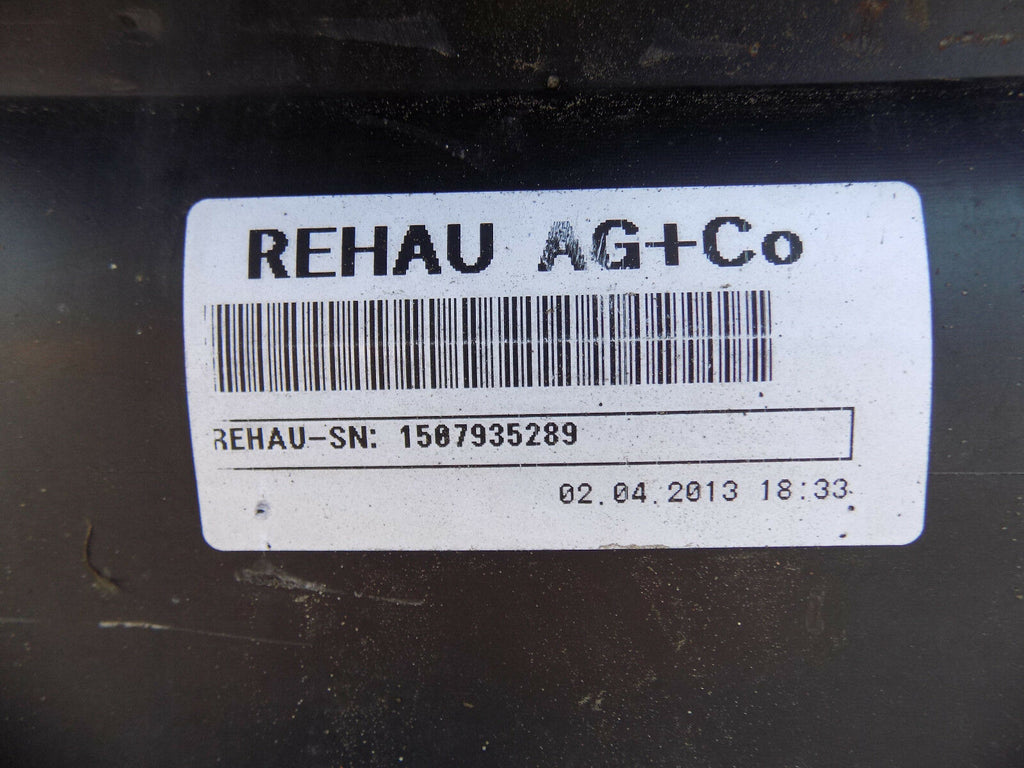 REHAU AG+Co
REHAU-SN: 1507935289
02.04.2013 18:33